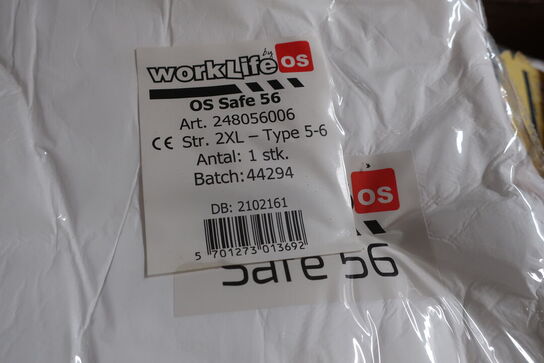 workLife by OS
OS Safe 56
Art. 248056006
CE Str. 2XL – Type 5-6
Antal: 1 stk.
Batch: 44294
DB: 2102161
5 701273 013692
OS
Safe 56